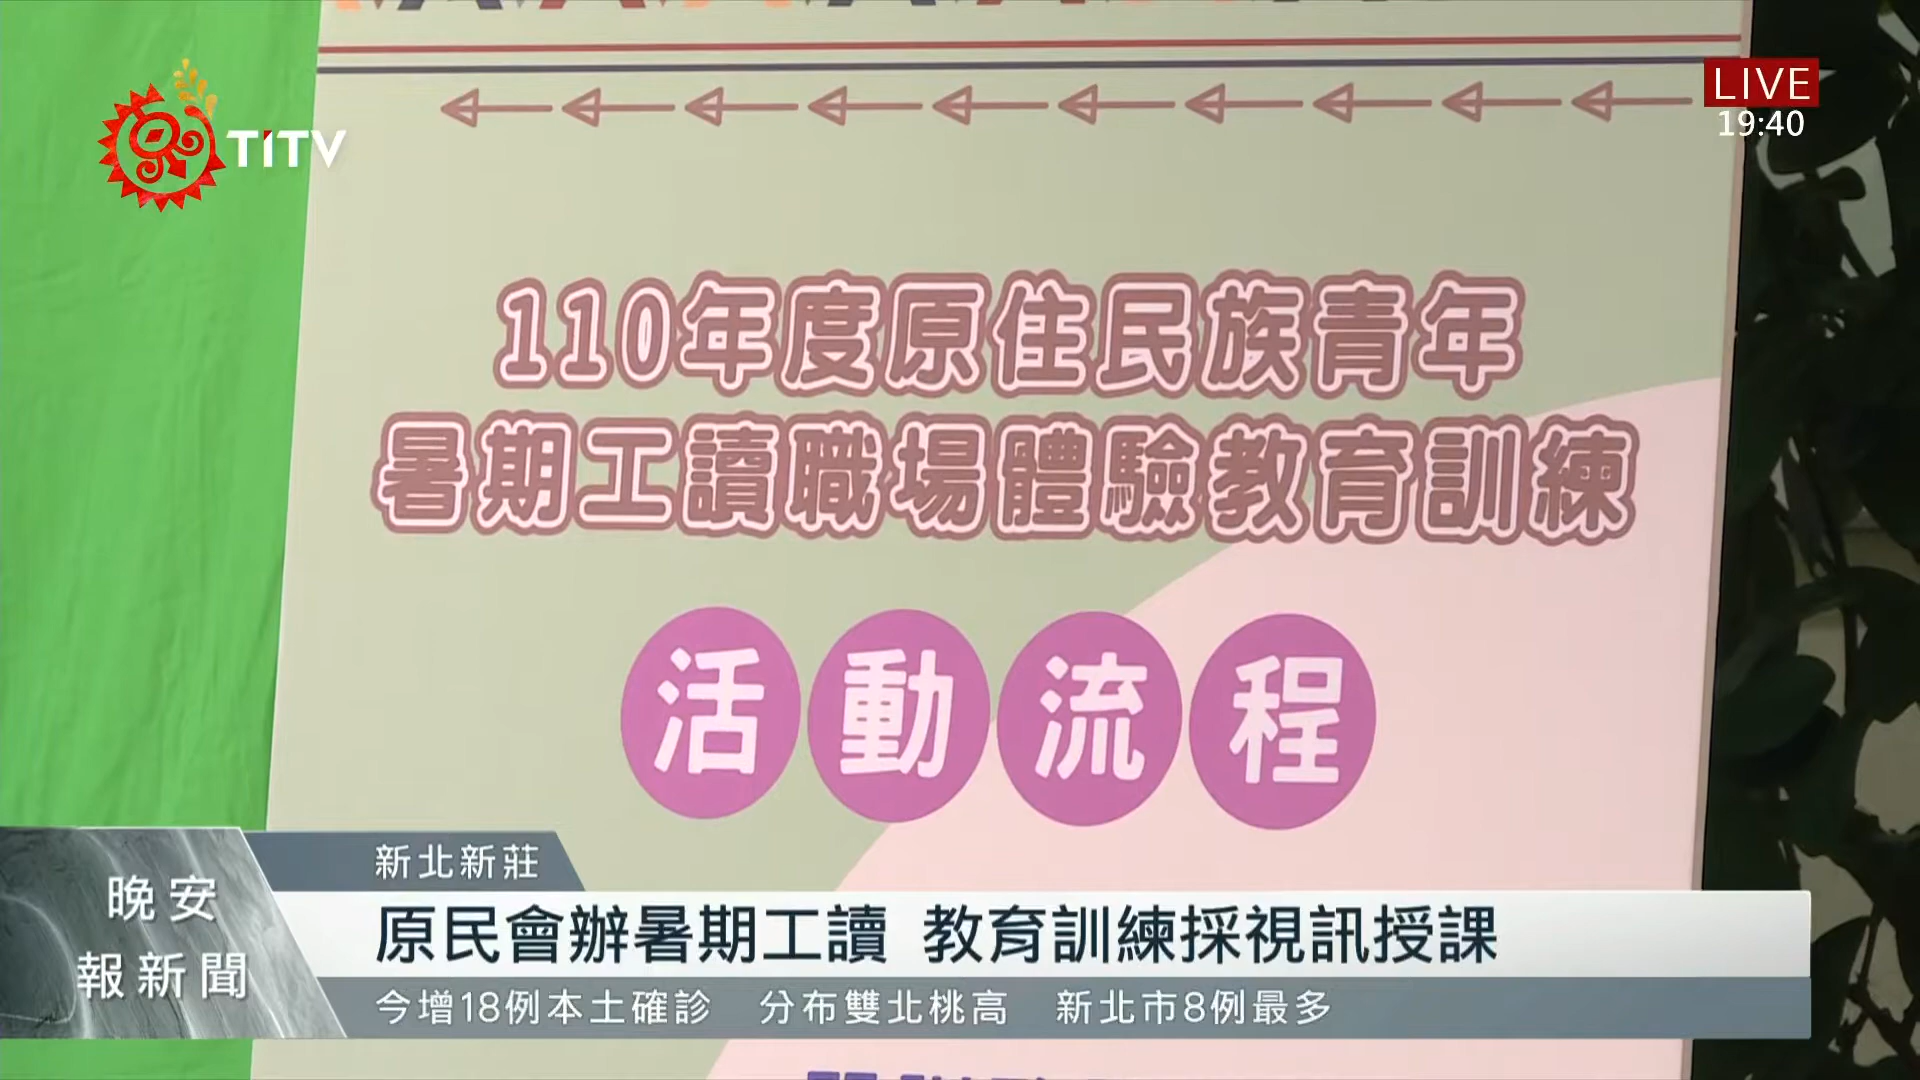 TiTV
LIVE
19:40
110年度原住民族青年
暑期工讀職場體驗教育訓練
活動流程
新北新莊
晚安
報新聞
原民會辦暑期工讀 教育訓練採視訊授課
今增18例本土確診 分布雙北桃高 新北市8例最多